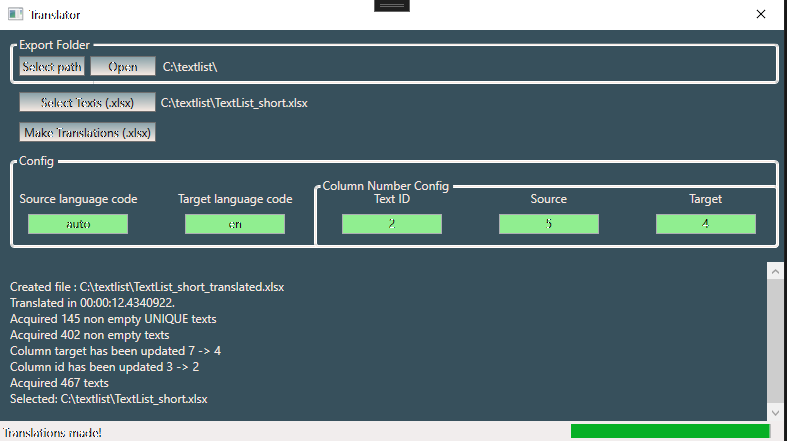 Translator
Export Folder
Select path Open C:\textlist\
Select Texts (.xlsx) C:\textlist\TextList_short.xlsx
Make Translations (.xlsx)
Config
Column Number Config
Source language code Target language code Text ID Source Target
auto en 2 5 4
Created file : C:\textlist\TextList_short_translated.xlsx
Translated in 00:00:12.4340922.
Acquired 145 non empty UNIQUE texts
Acquired 402 non empty texts
Column target has been updated 7 -> 4
Column id has been updated 3 -> 2
Acquired 467 texts
Selected: C:\textlist\TextList_short.xlsx
Translations made!